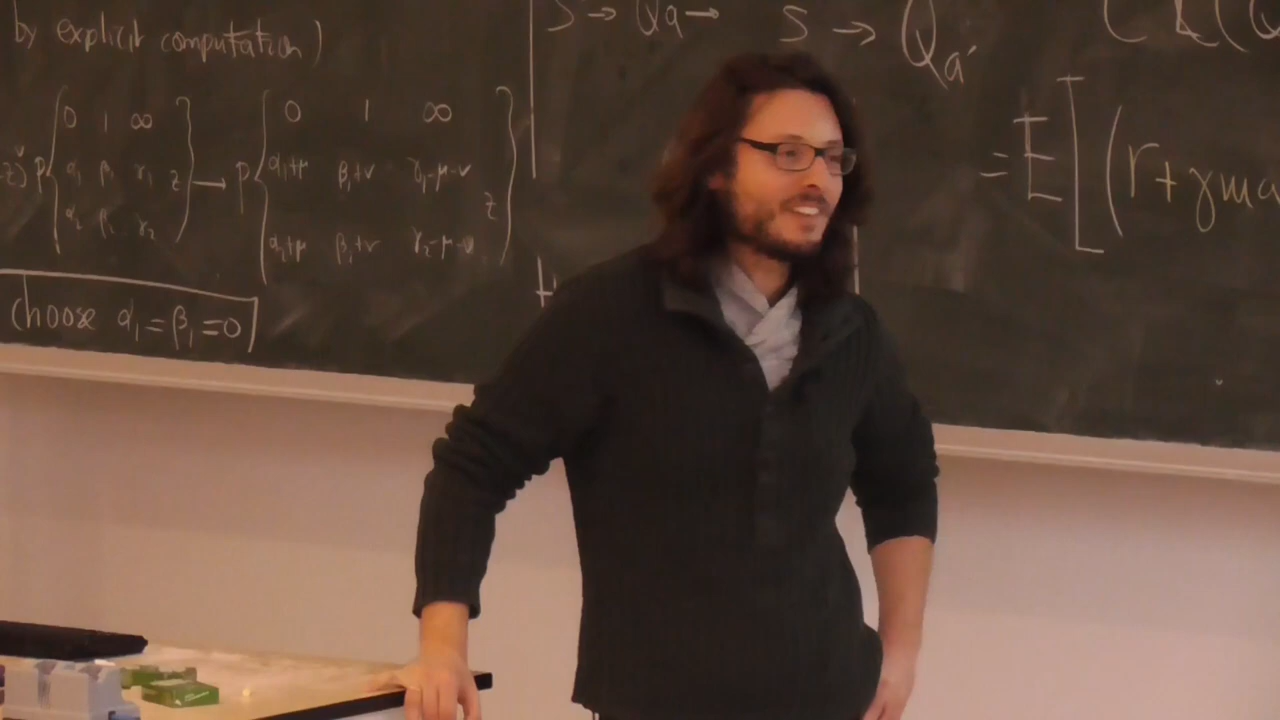 by explicit computation)
0 1 ∞ 0 1 ∞
z) ν P α₁ β₁ γ₁ z → P α₁+μ β₁+ν γ₁-μ-ν z
α₂ β₂ γ₂ α₂+μ β₂+ν γ₂-μ-ν
choose α₁ = β₁ = 0
S → Qa → S → Qa'
= E[(r + γ ma